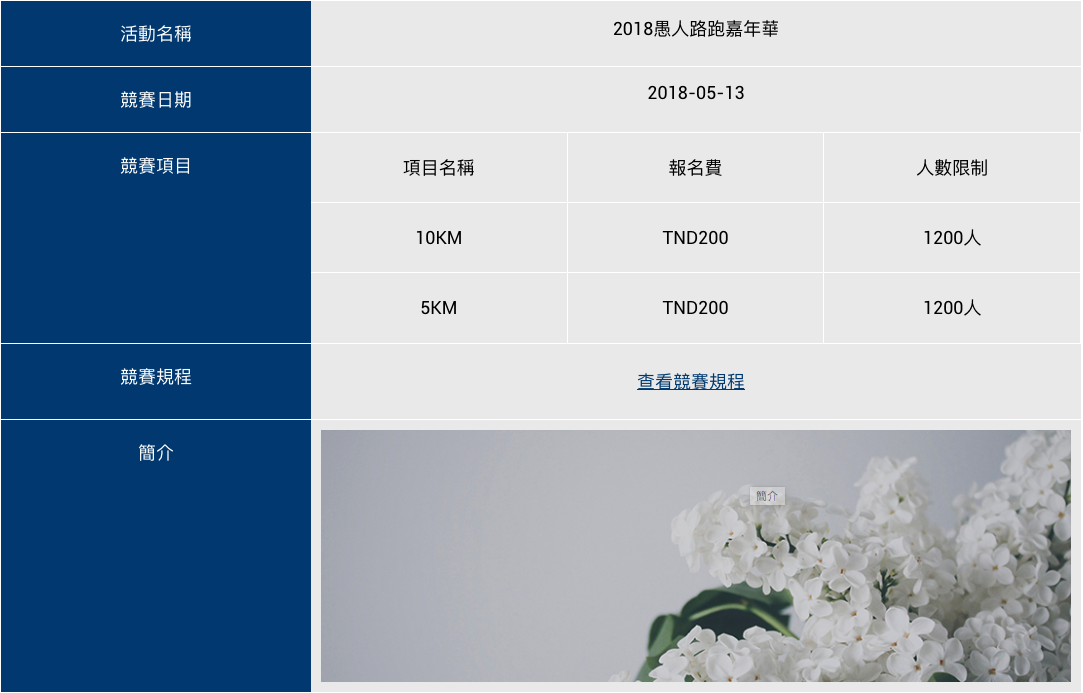 活動名稱
2018愚人路跑嘉年華
競賽日期
2018-05-13
競賽項目
項目名稱
報名費
人數限制
10KM
TND200
1200人
5KM
TND200
1200人
競賽規程
查看競賽規程
簡介
簡介